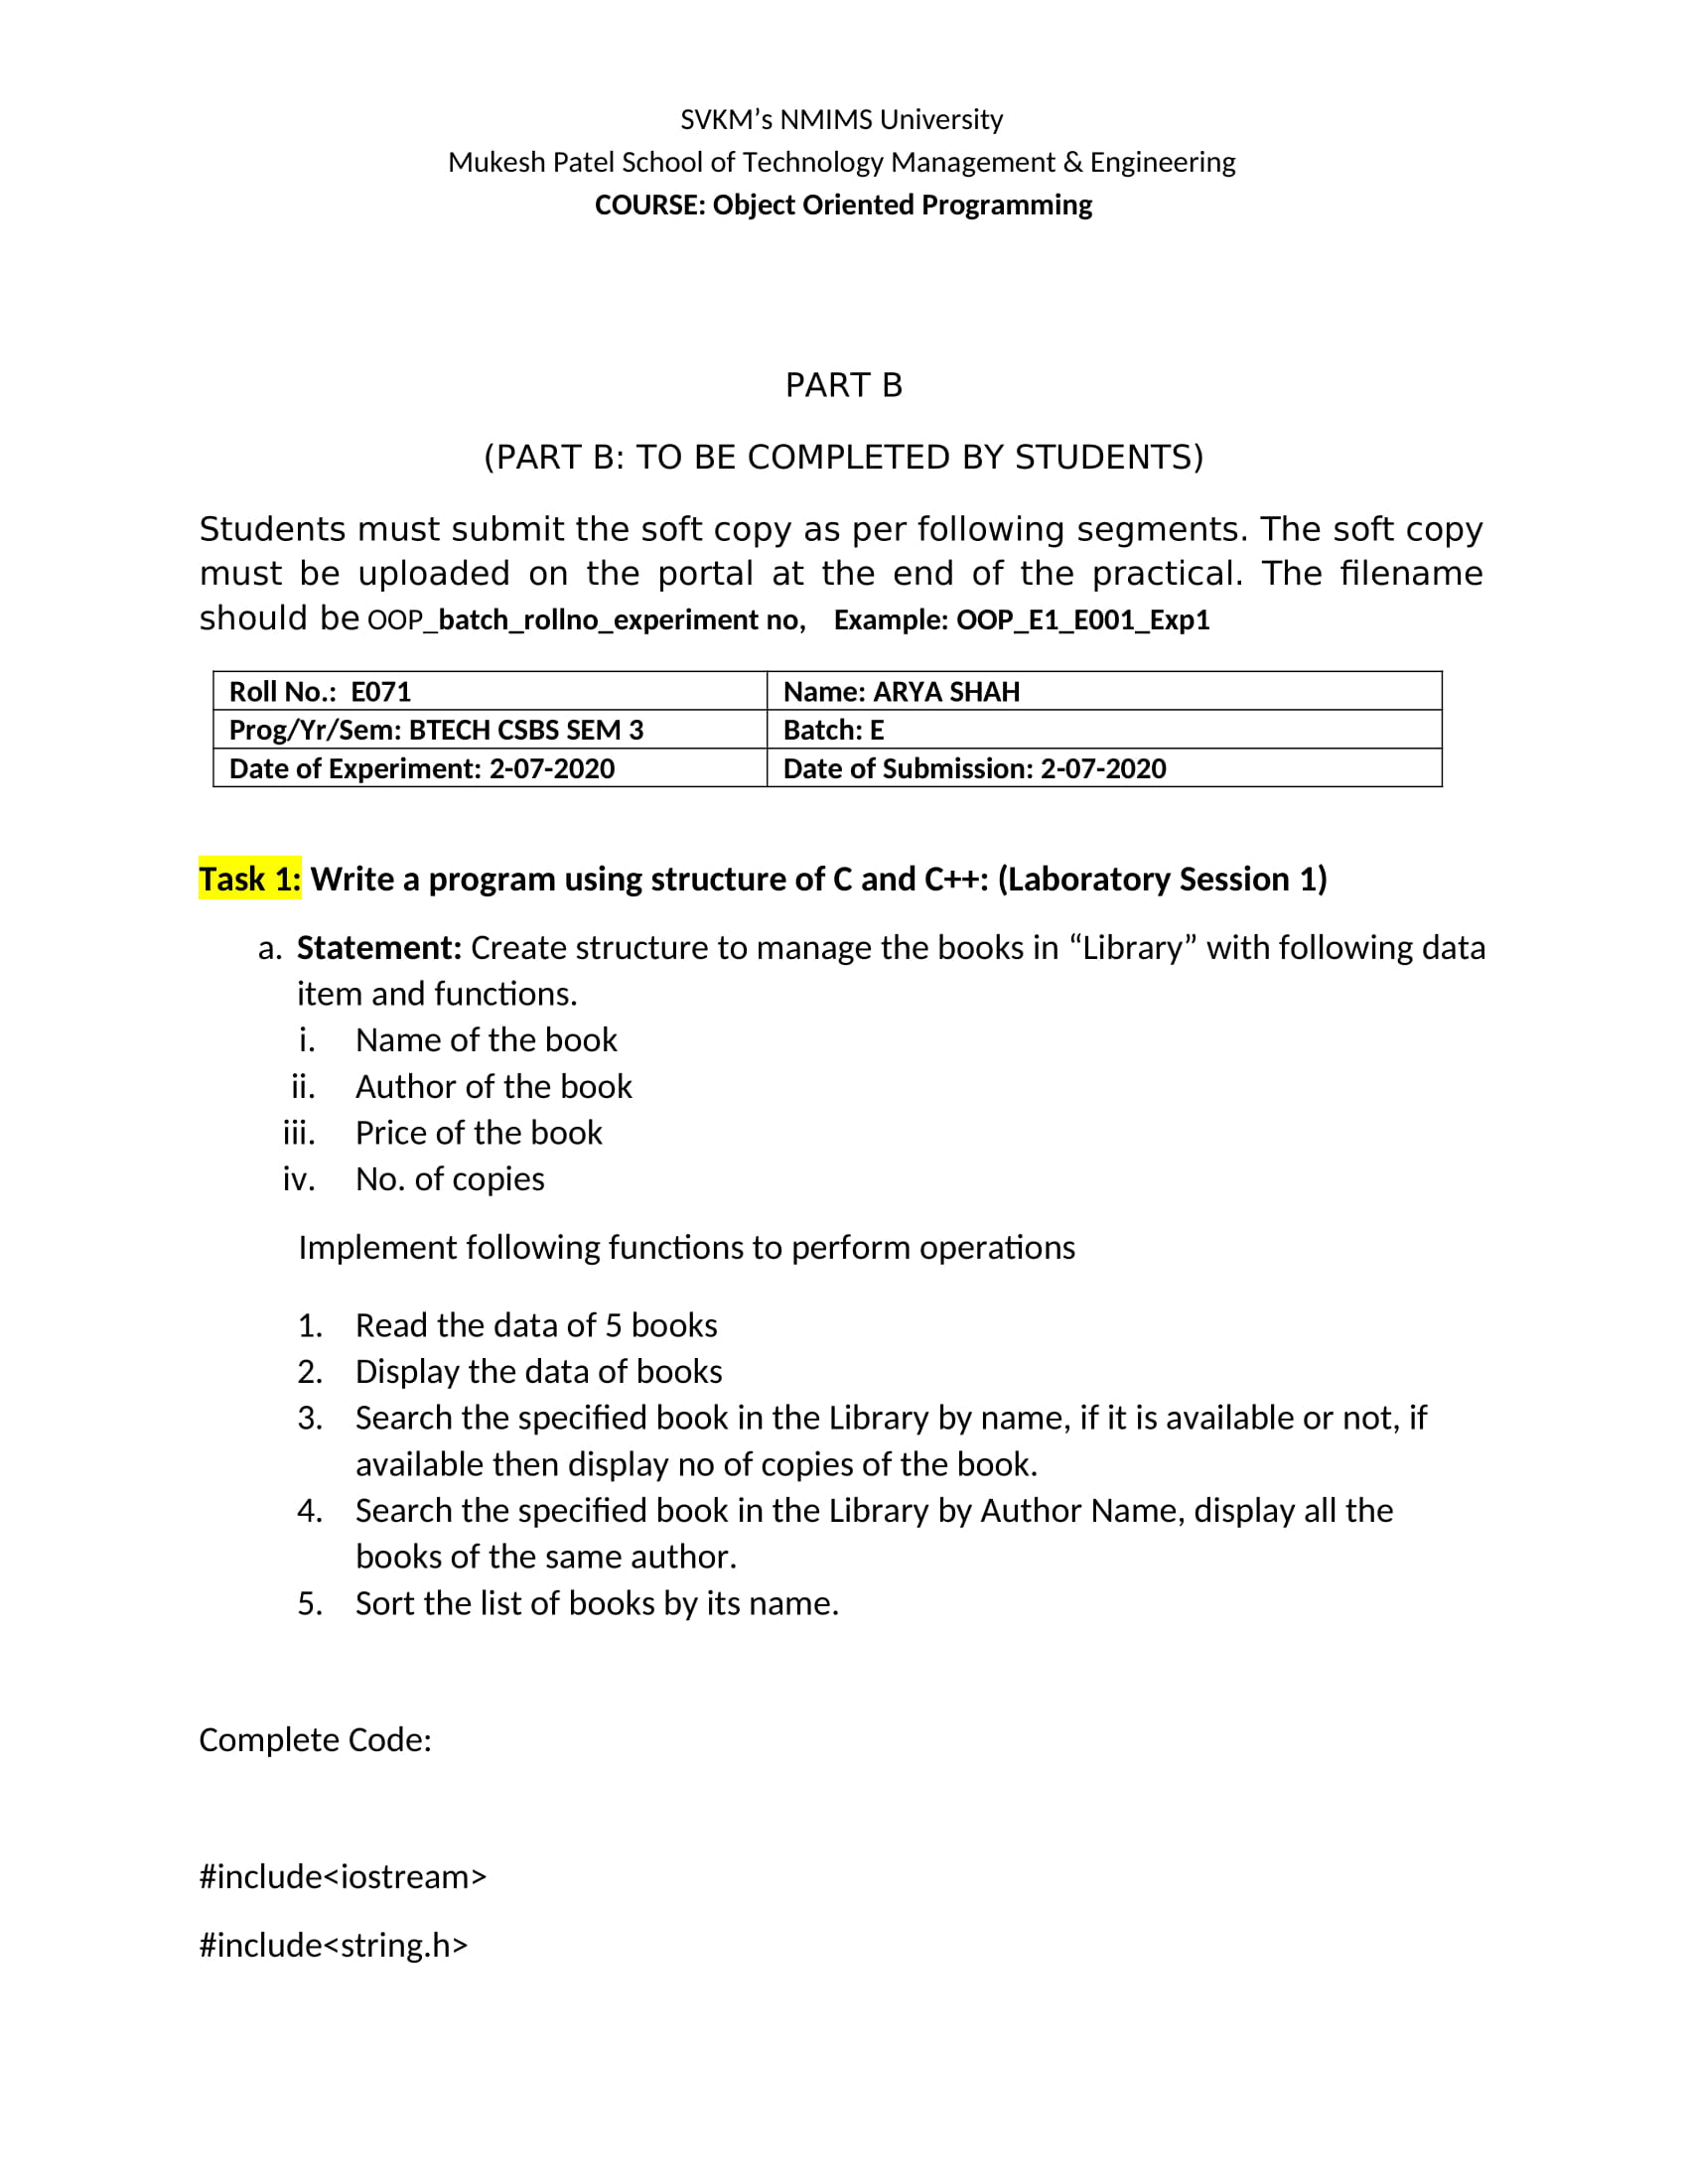 SVKM’s NMIMS University
Mukesh Patel School of Technology Management & Engineering
COURSE: Object Oriented Programming
PART B
(PART B: TO BE COMPLETED BY STUDENTS)
Students must submit the soft copy as per following segments. The soft copy
must be uploaded on the portal at the end of the practical. The filename
should be OOP_batch_rollno_experiment no, Example: OOP_E1_E001_Exp1
Roll No.: E071 Name: ARYA SHAH
Prog/Yr/Sem: BTECH CSBS SEM 3 Batch: E
Date of Experiment: 2-07-2020 Date of Submission: 2-07-2020
Task 1: Write a program using structure of C and C++: (Laboratory Session 1)
a. Statement: Create structure to manage the books in “Library” with following data
item and functions.
i. Name of the book
ii. Author of the book
iii. Price of the book
iv. No. of copies
Implement following functions to perform operations
1. Read the data of 5 books
2. Display the data of books
3. Search the specified book in the Library by name, if it is available or not, if
available then display no of copies of the book.
4. Search the specified book in the Library by Author Name, display all the
books of the same author.
5. Sort the list of books by its name.
Complete Code:
#include<iostream>
#include<string.h>